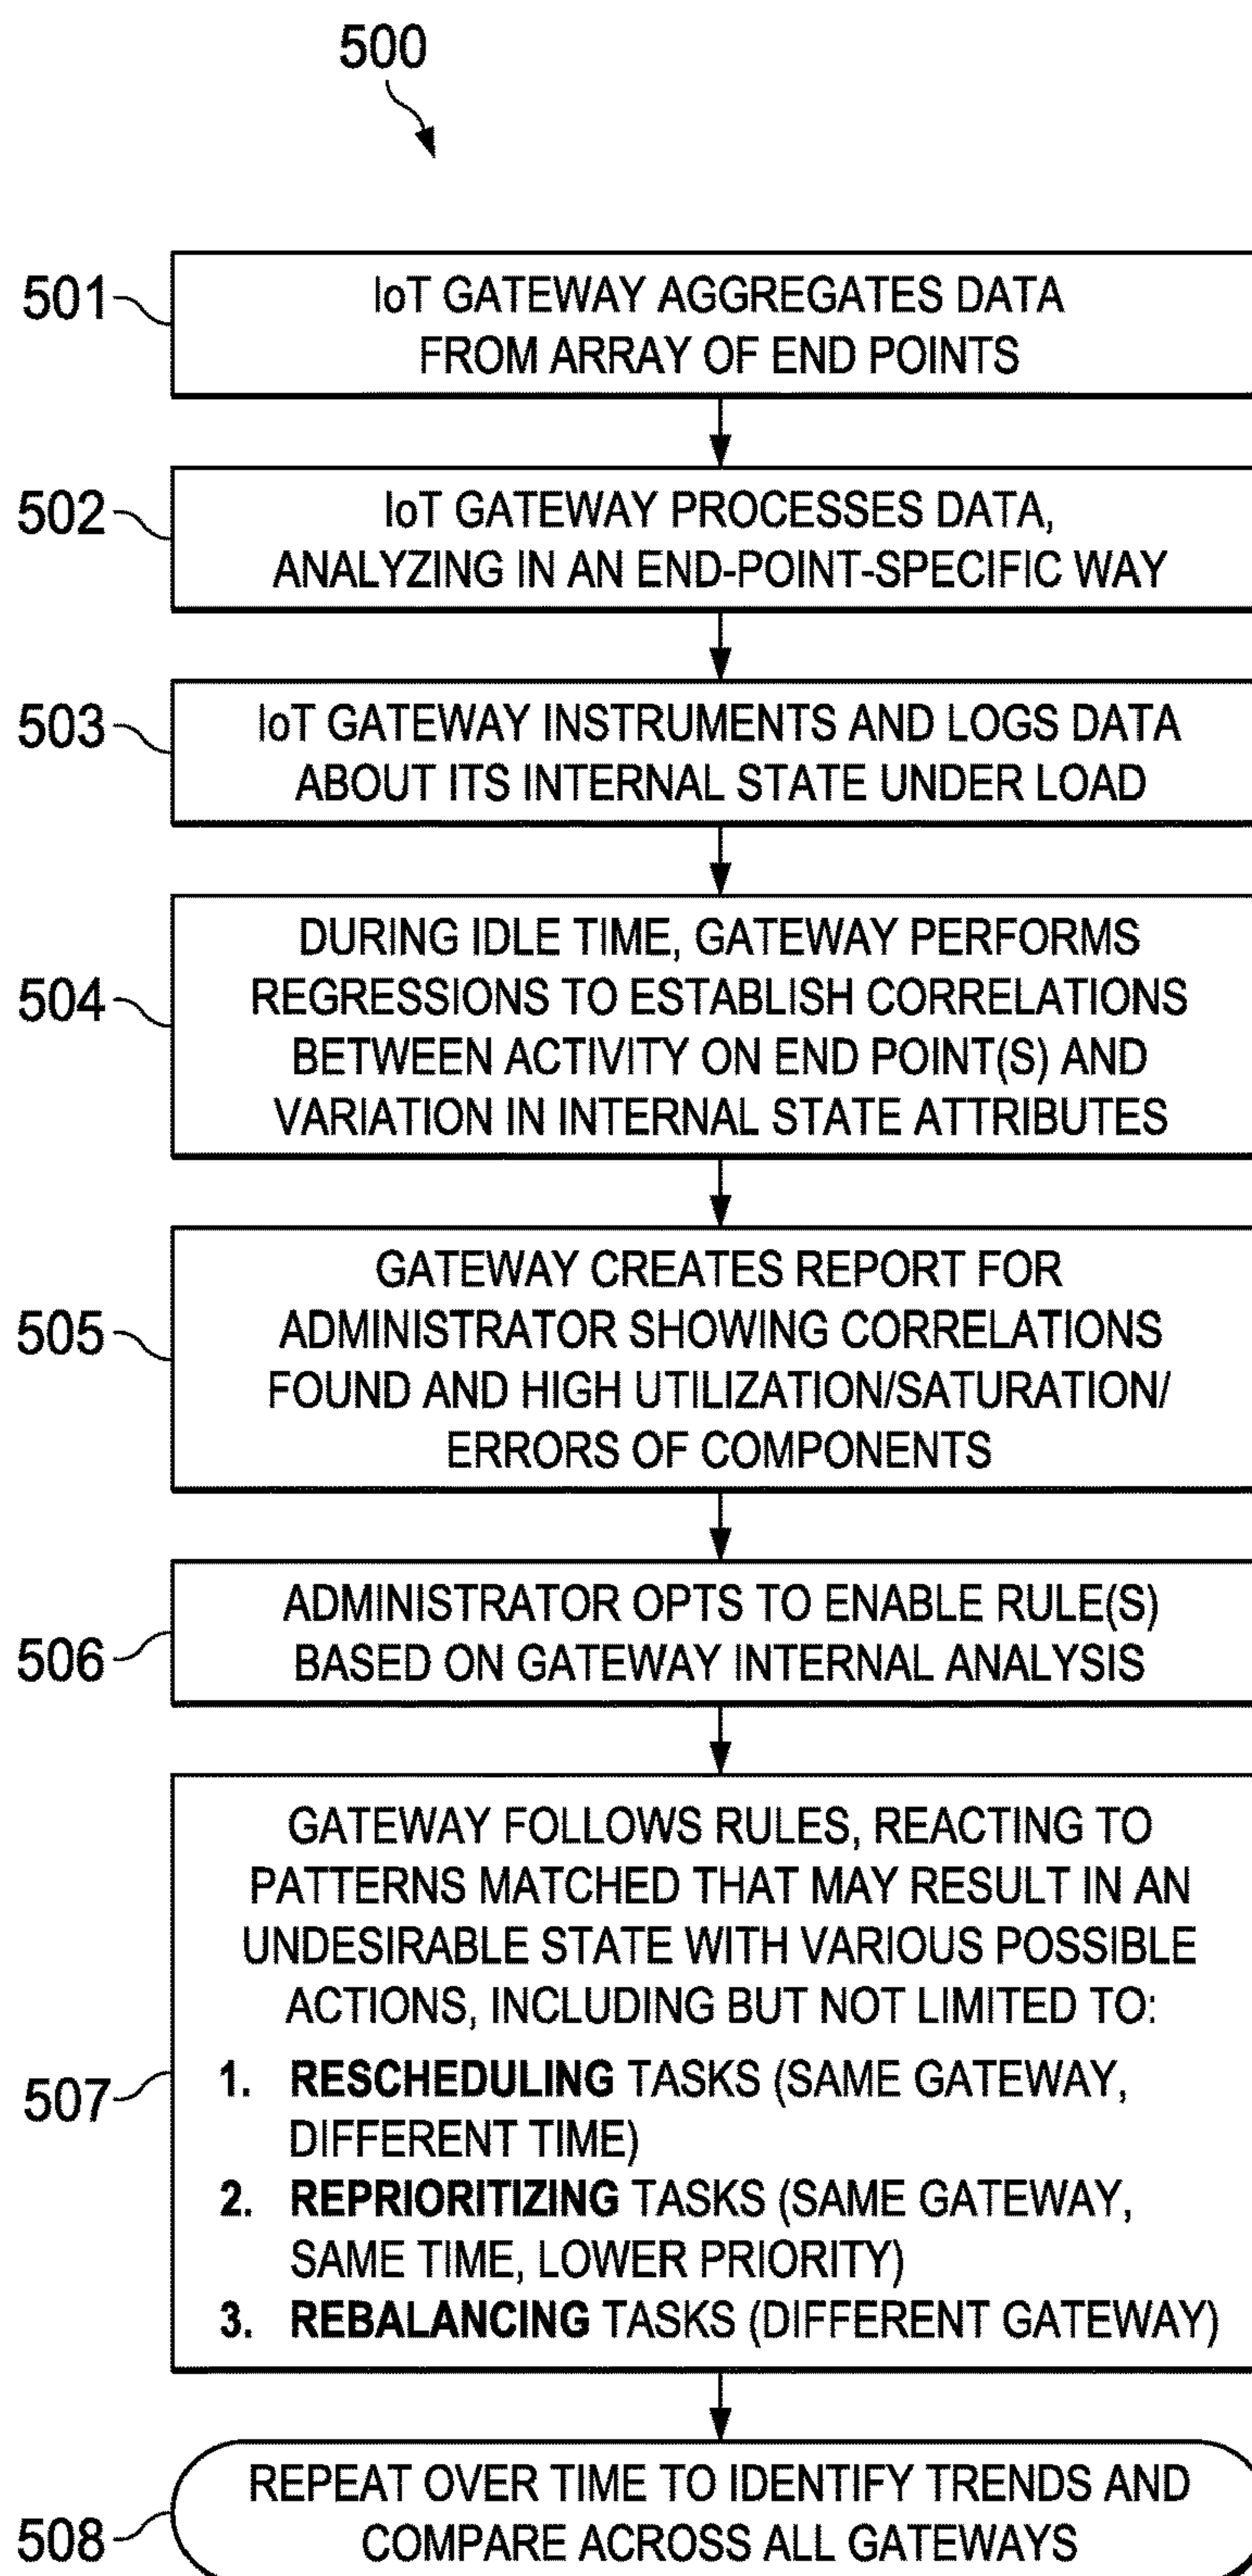 500
501
IoT GATEWAY AGGREGATES DATA
FROM ARRAY OF END POINTS
502
IoT GATEWAY PROCESSES DATA,
ANALYZING IN AN END-POINT-SPECIFIC WAY
503
IoT GATEWAY INSTRUMENTS AND LOGS DATA
ABOUT ITS INTERNAL STATE UNDER LOAD
504
DURING IDLE TIME, GATEWAY PERFORMS
REGRESSIONS TO ESTABLISH CORRELATIONS
BETWEEN ACTIVITY ON END POINT(S) AND
VARIATION IN INTERNAL STATE ATTRIBUTES
505
GATEWAY CREATES REPORT FOR
ADMINISTRATOR SHOWING CORRELATIONS
FOUND AND HIGH UTILIZATION/SATURATION/
ERRORS OF COMPONENTS
506
ADMINISTRATOR OPTS TO ENABLE RULE(S)
BASED ON GATEWAY INTERNAL ANALYSIS
507
GATEWAY FOLLOWS RULES, REACTING TO
PATTERNS MATCHED THAT MAY RESULT IN AN
UNDESIRABLE STATE WITH VARIOUS POSSIBLE
ACTIONS, INCLUDING BUT NOT LIMITED TO:
1. RESCHEDULING TASKS (SAME GATEWAY,
DIFFERENT TIME)
2. REPRIORITIZING TASKS (SAME GATEWAY,
SAME TIME, LOWER PRIORITY)
3. REBALANCING TASKS (DIFFERENT GATEWAY)
508
REPEAT OVER TIME TO IDENTIFY TRENDS AND
COMPARE ACROSS ALL GATEWAYS